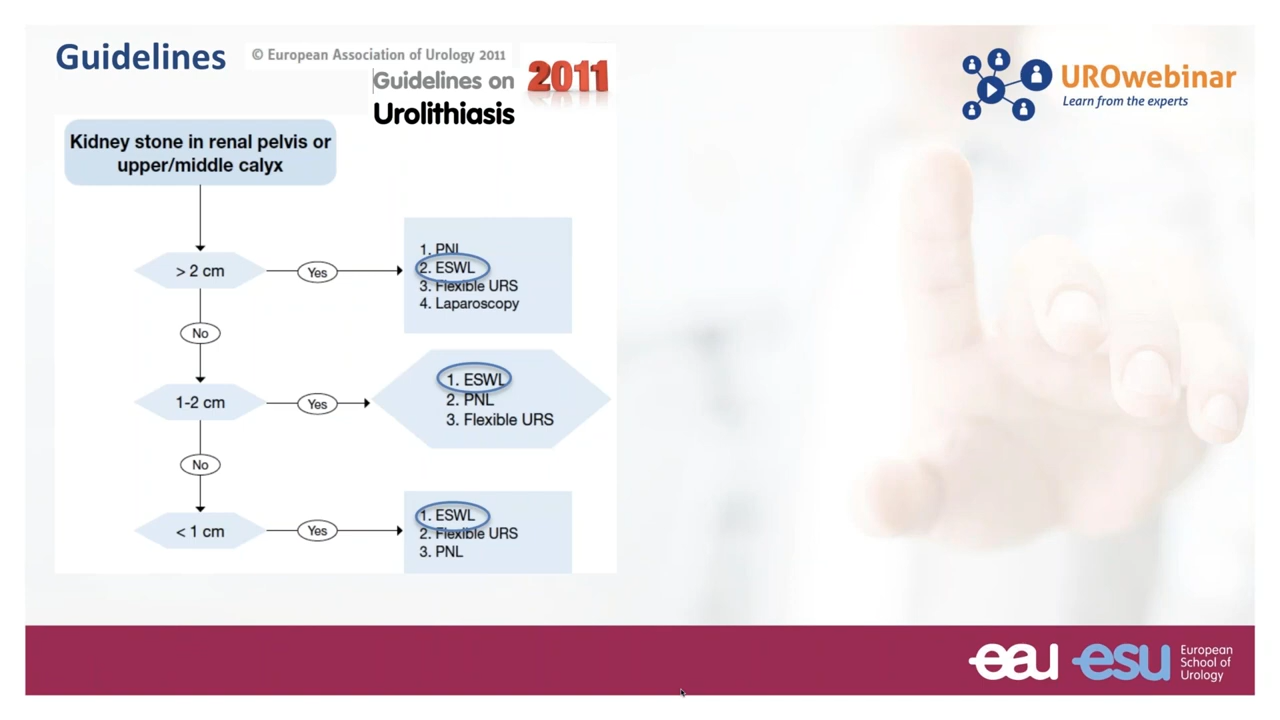 Guidelines
© European Association of Urology 2011
Guidelines on
2011
Urolithiasis
UROwebinar
Learn from the experts
Kidney stone in renal pelvis or
upper/middle calyx
> 2 cm
Yes
1. PNL
2. ESWL
3. Flexible URS
4. Laparoscopy
No
1-2 cm
Yes
1. ESWL
2. PNL
3. Flexible URS
No
< 1 cm
Yes
1. ESWL
2. Flexible URS
3. PNL
eau
esu
European
School of
Urology